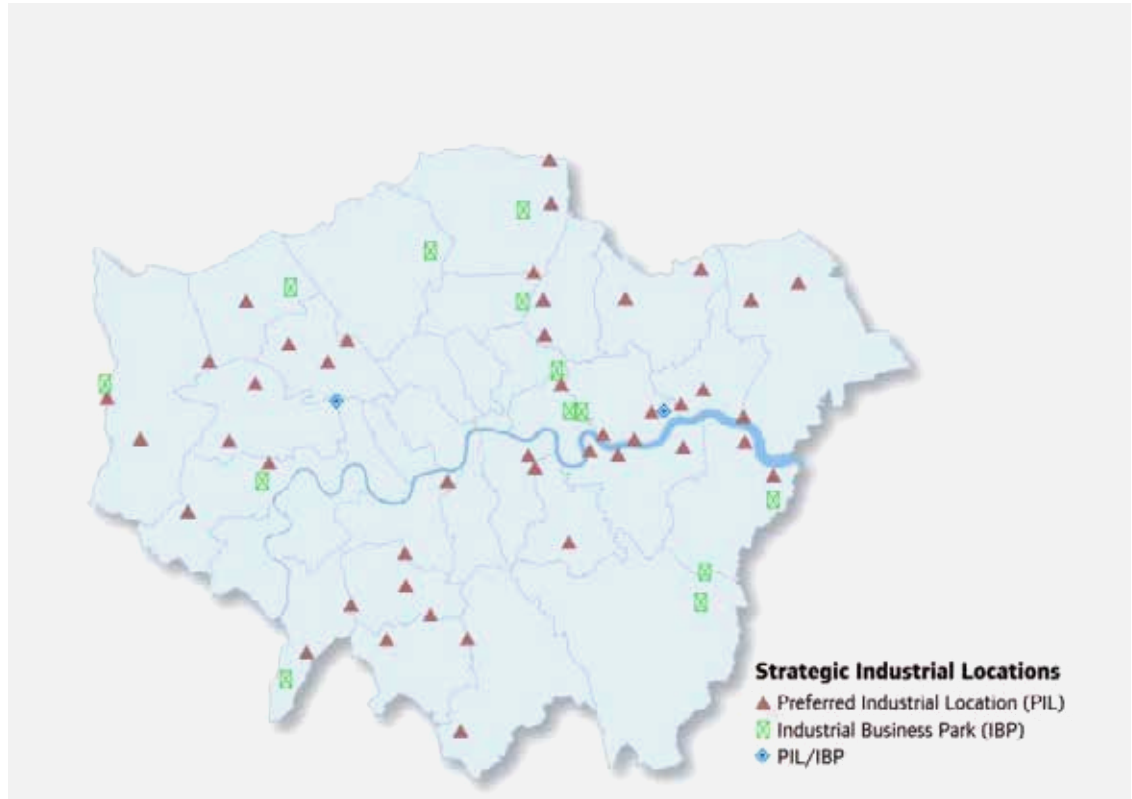 Strategic Industrial Locations
Preferred Industrial Location (PIL)
Industrial Business Park (IBP)
PIL/IBP